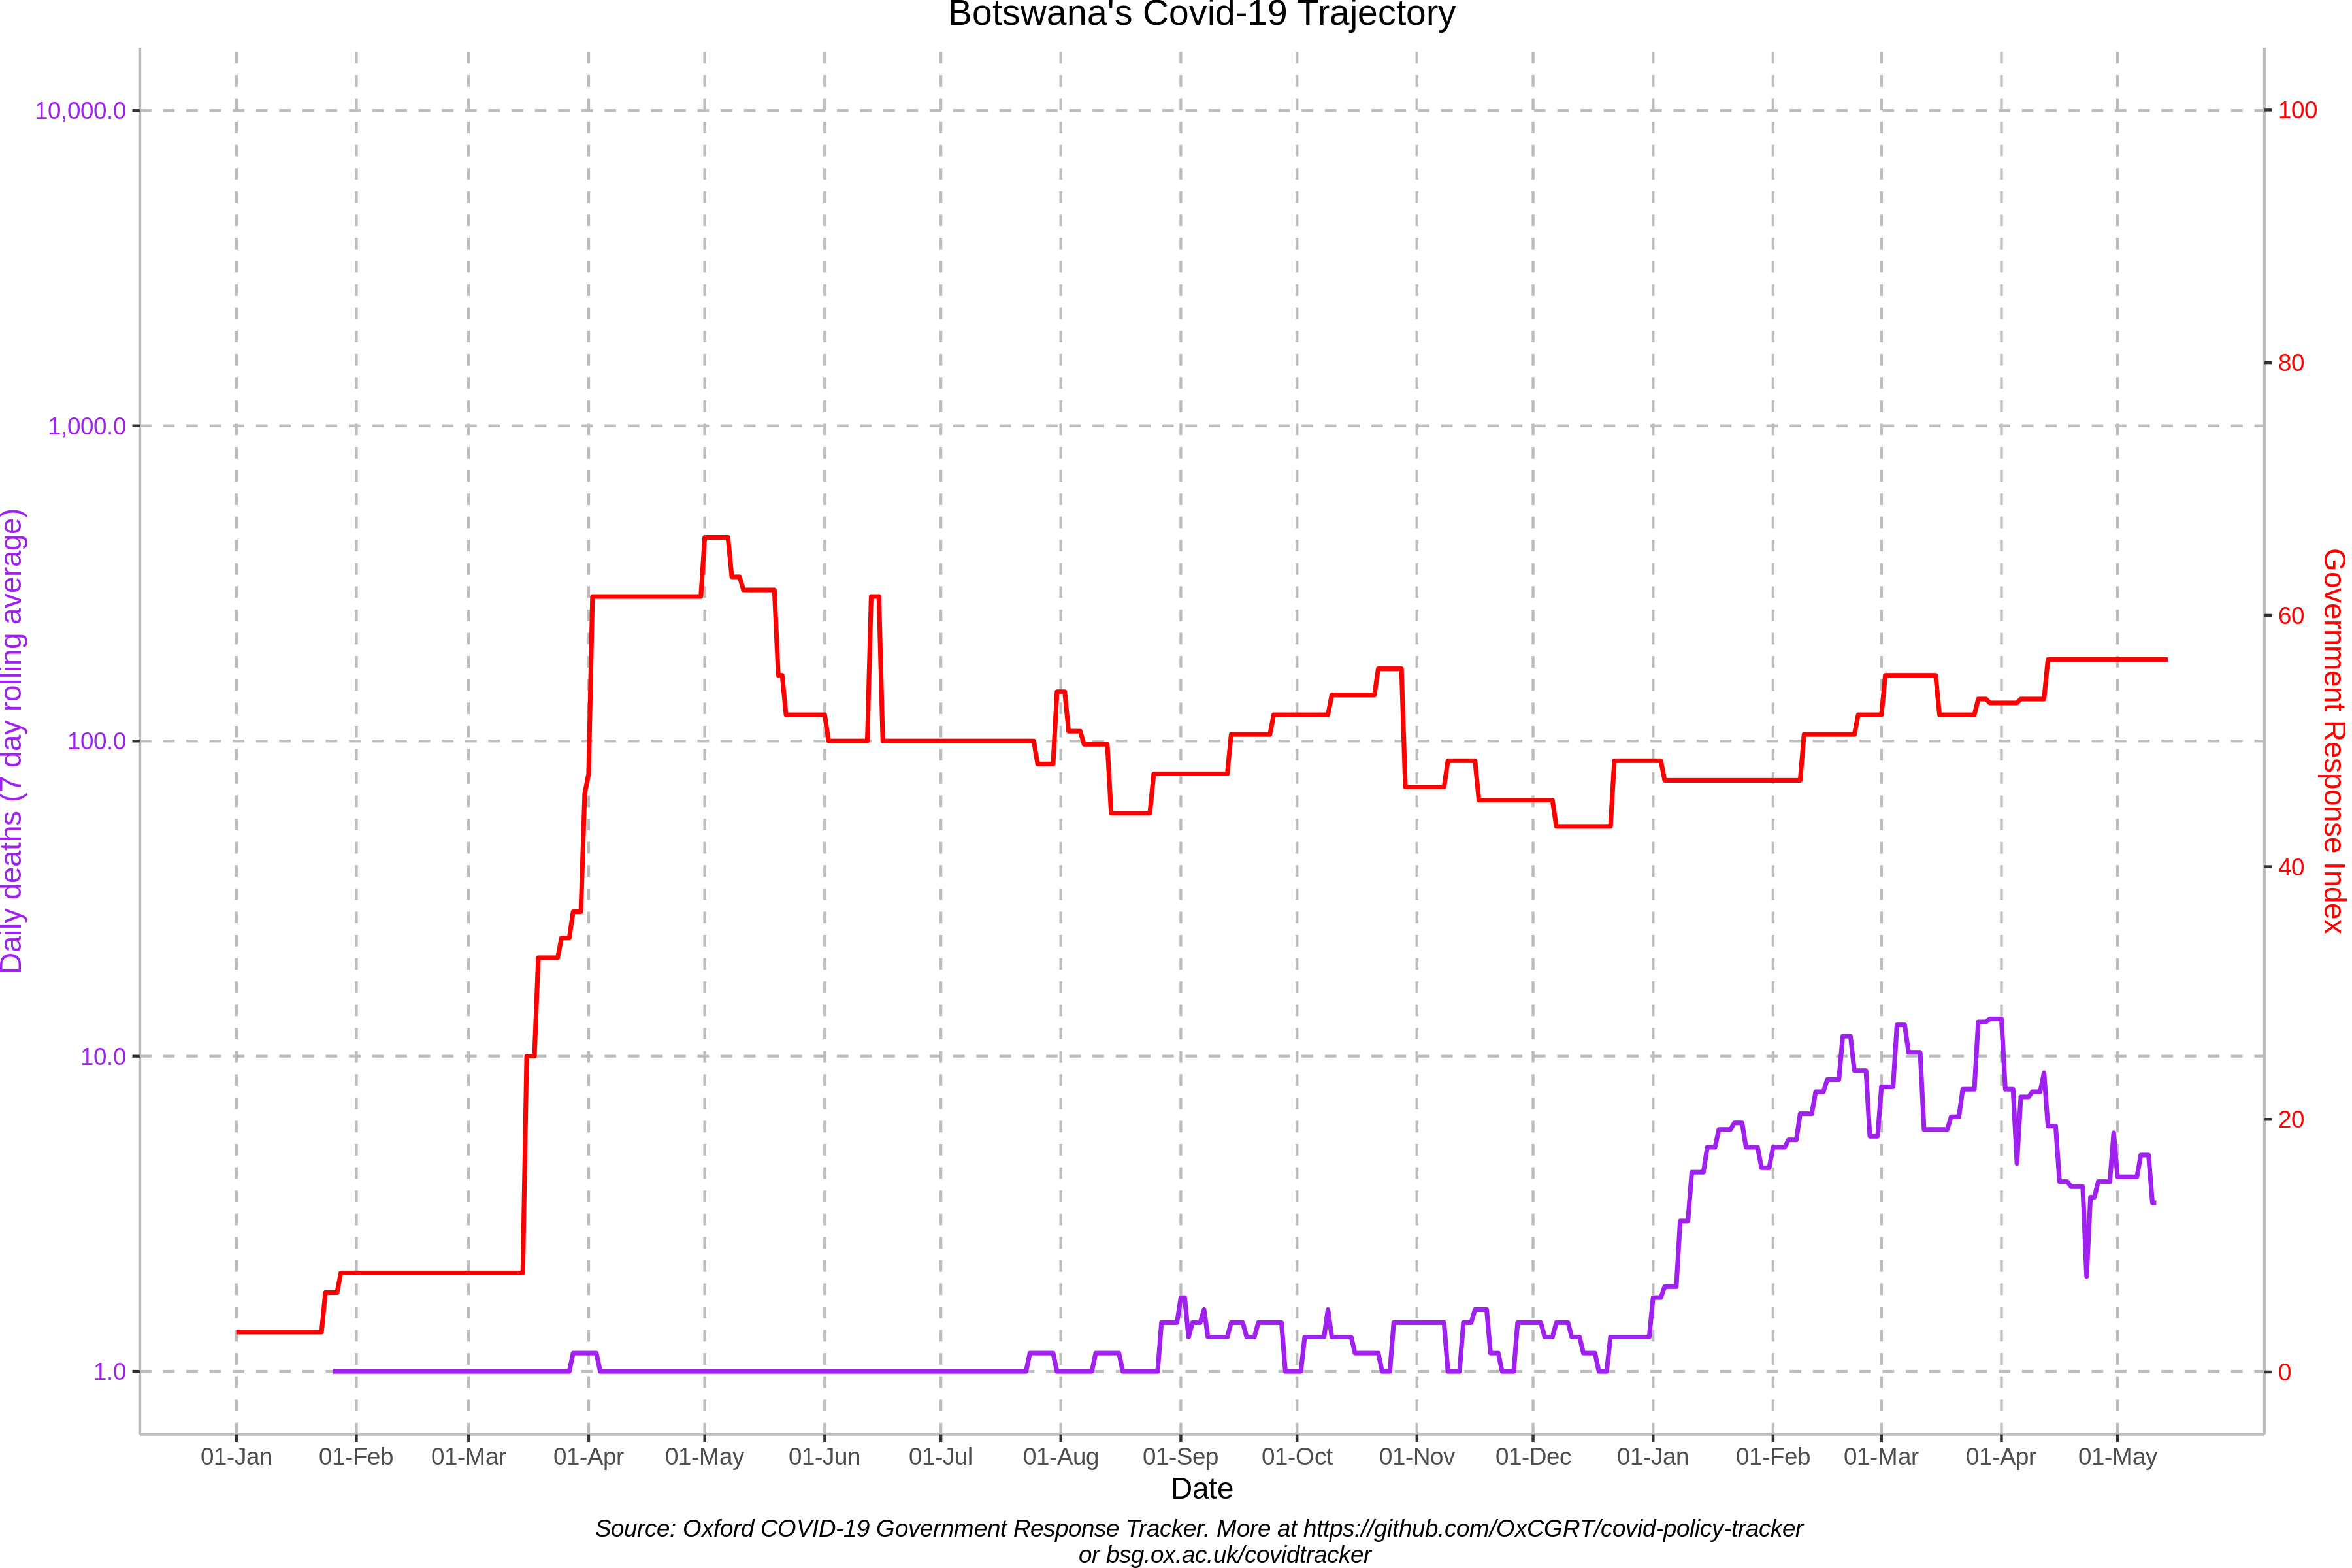 Botswana's Covid-19 Trajectory
10,000.0
1,000.0
100.0
10.0
1.0
Daily deaths (7 day rolling average)
100
80
60
40
20
0
Government Response Index
01-Jan 01-Feb 01-Mar 01-Apr 01-May 01-Jun 01-Jul 01-Aug 01-Sep 01-Oct 01-Nov 01-Dec 01-Jan 01-Feb 01-Mar 01-Apr 01-May
Date
Source: Oxford COVID-19 Government Response Tracker. More at https://github.com/OxCGRT/covid-policy-tracker
or bsg.ox.ac.uk/covidtracker